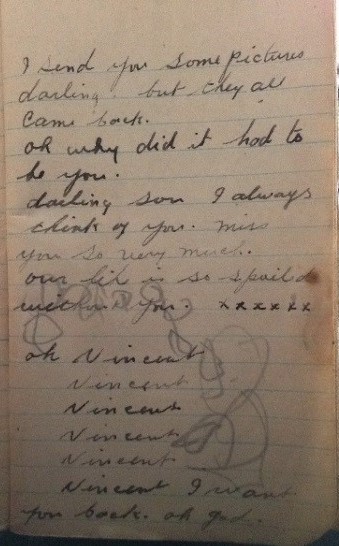 I send you some pictures
darling. but they all
came back.
oh why did it had to
be you.
darling son I always
think of you. miss
you so very much.
our life is so spoiled
without you. xxxxxx
oh Vincent
Vincent
Vincent
Vincent
Vincent
Vincent I want
you back. oh god.